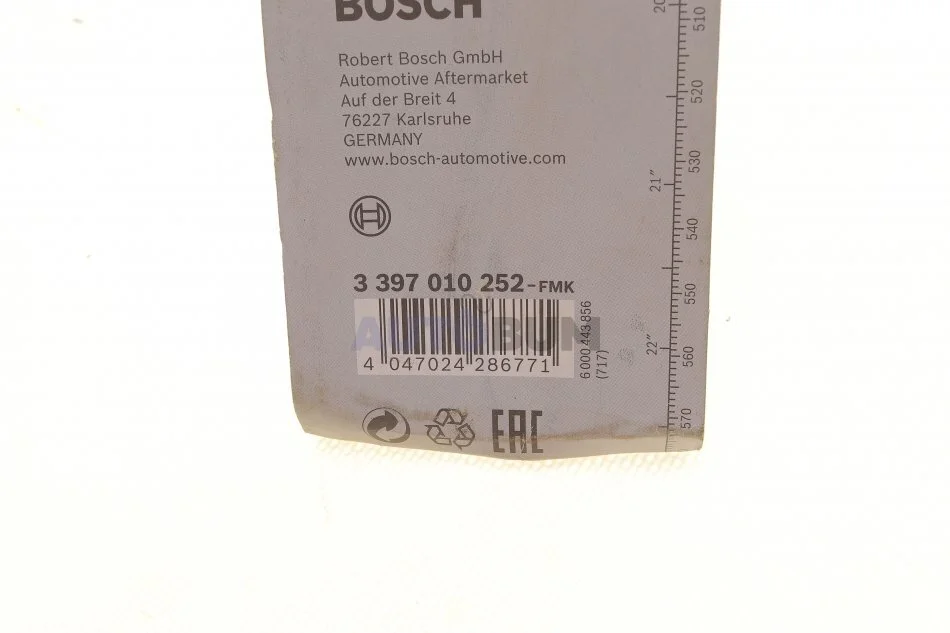 BOSCH
Robert Bosch GmbH
Automotive Aftermarket
Auf der Breit 4
76227 Karlsruhe
GERMANY
www.bosch-automotive.com
3 397 010 252-FMK
AUTOBUM
4 047024 286771
6 000 443 856
(717)
EAC
20
510
520
21″
530
540
550
22″
560
570